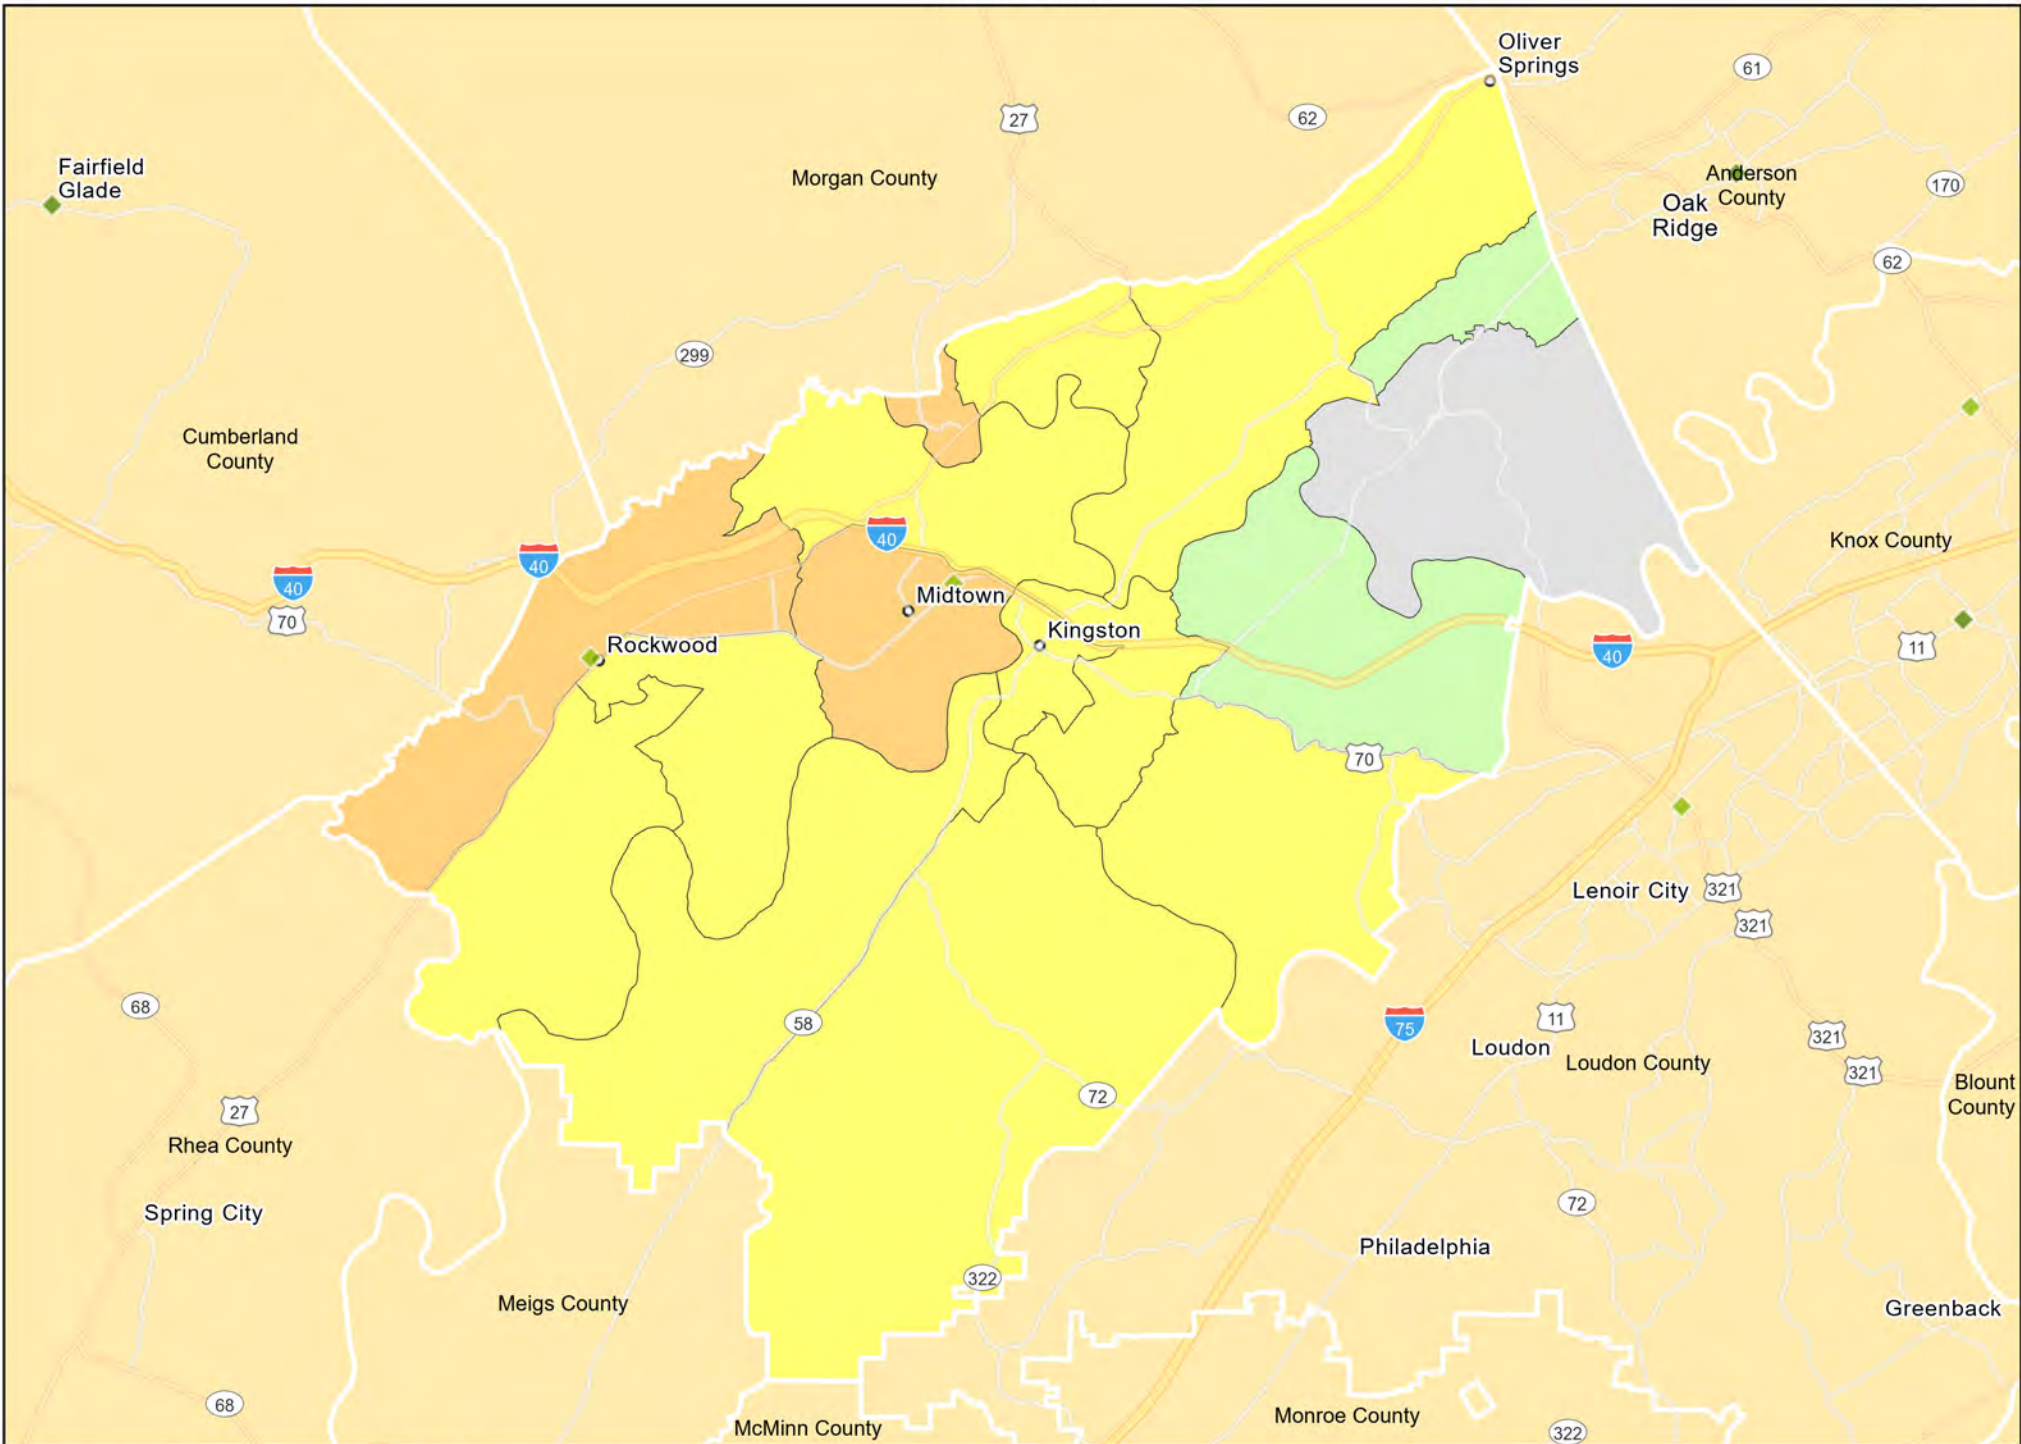 Oliver
Springs
61
27
62
Fairfield
Glade
Morgan County
Anderson
County
170
Oak
Ridge
62
299
Cumberland
County
40
40
40
70
Knox County
Midtown
Kingston
Rockwood
40
11
70
Lenoir City
321
321
68
58
75
11
321
Loudon
Loudon County
321
72
Blount
County
27
Rhea County
Spring City
72
Philadelphia
322
Meigs County
Greenback
68
McMinn County
Monroe County
322